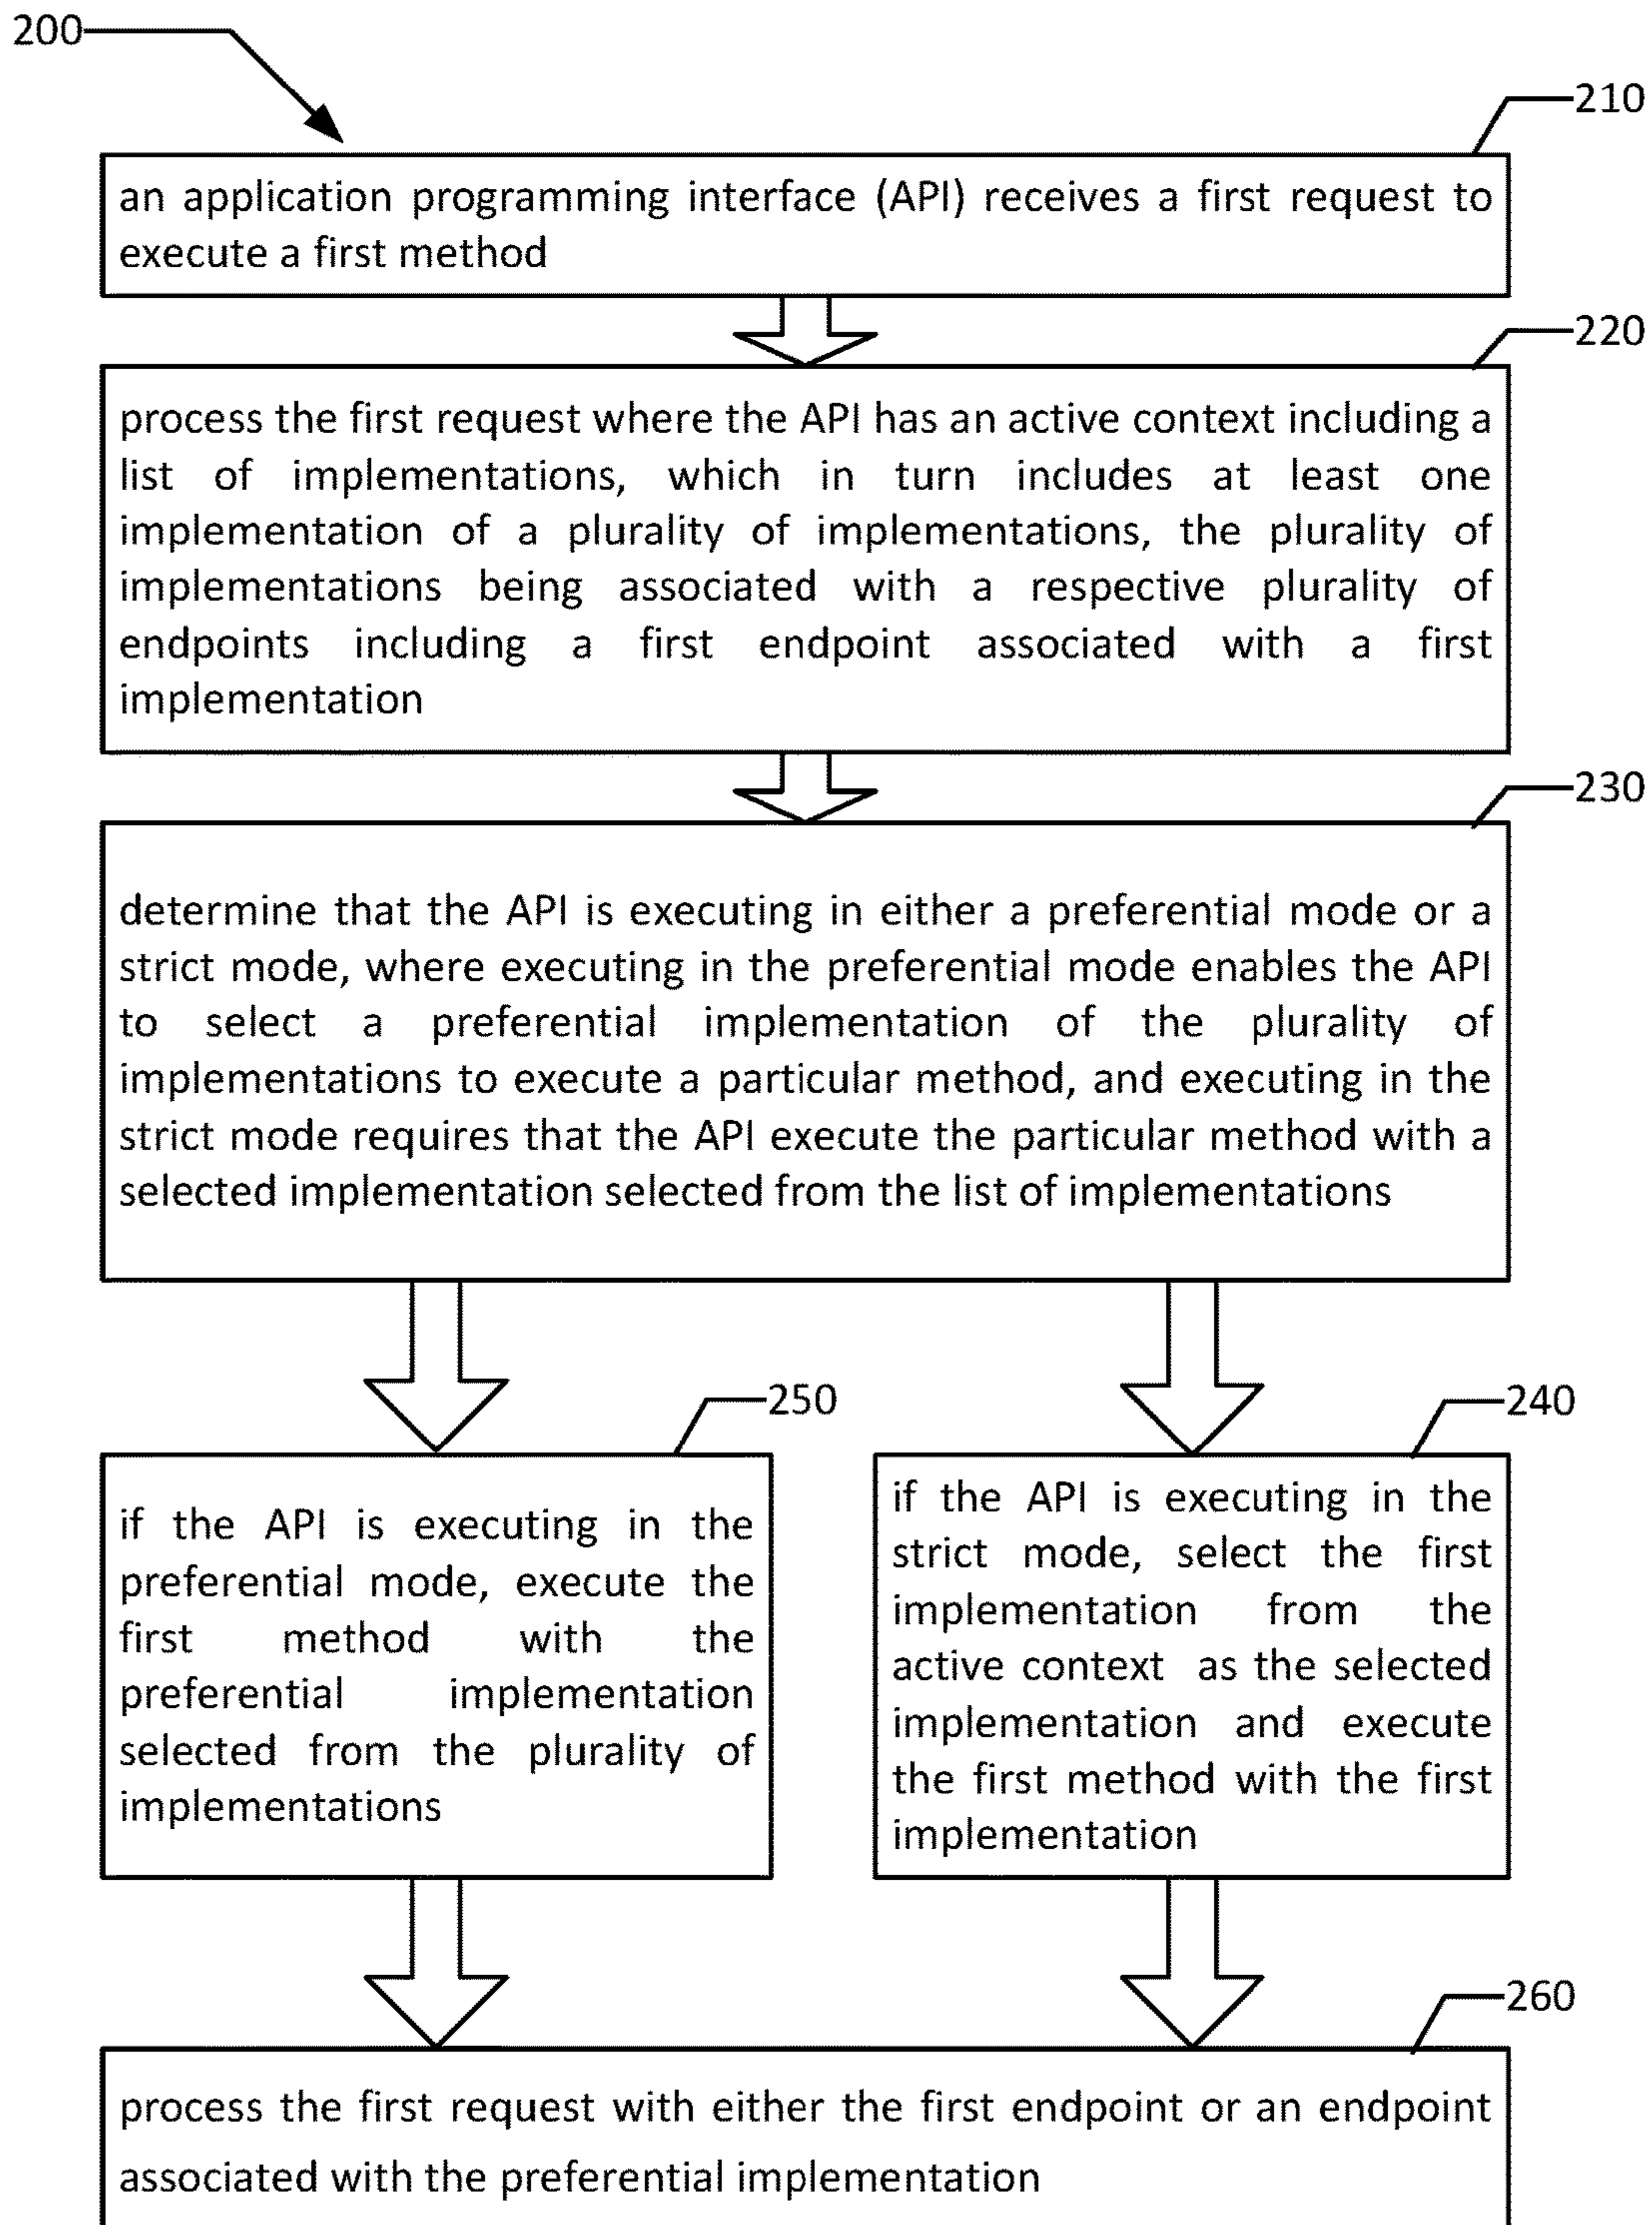 200
210
an application programming interface (API) receives a first request to
execute a first method
220
process the first request where the API has an active context including a
list of implementations, which in turn includes at least one
implementation of a plurality of implementations, the plurality of
implementations being associated with a respective plurality of
endpoints including a first endpoint associated with a first
implementation
230
determine that the API is executing in either a preferential mode or a
strict mode, where executing in the preferential mode enables the API
to select a preferential implementation of the plurality of
implementations to execute a particular method, and executing in the
strict mode requires that the API execute the particular method with a
selected implementation selected from the list of implementations
250
if the API is executing in the
preferential mode, execute the
first method with the
preferential implementation
selected from the plurality of
implementations
240
if the API is executing in the
strict mode, select the first
implementation from the
active context as the selected
implementation and execute
the first method with the first
implementation
260
process the first request with either the first endpoint or an endpoint
associated with the preferential implementation